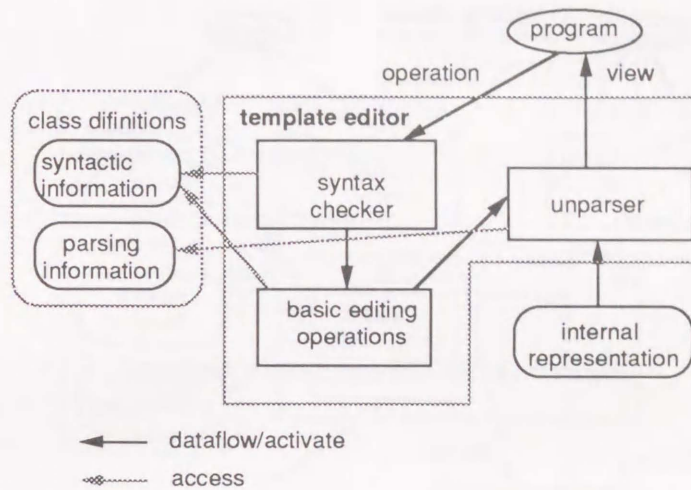 program
operation
view
class difinitions
template editor
syntactic
information
syntax
checker
unparser
parsing
information
basic editing
operations
internal
representation
dataflow/activate
access